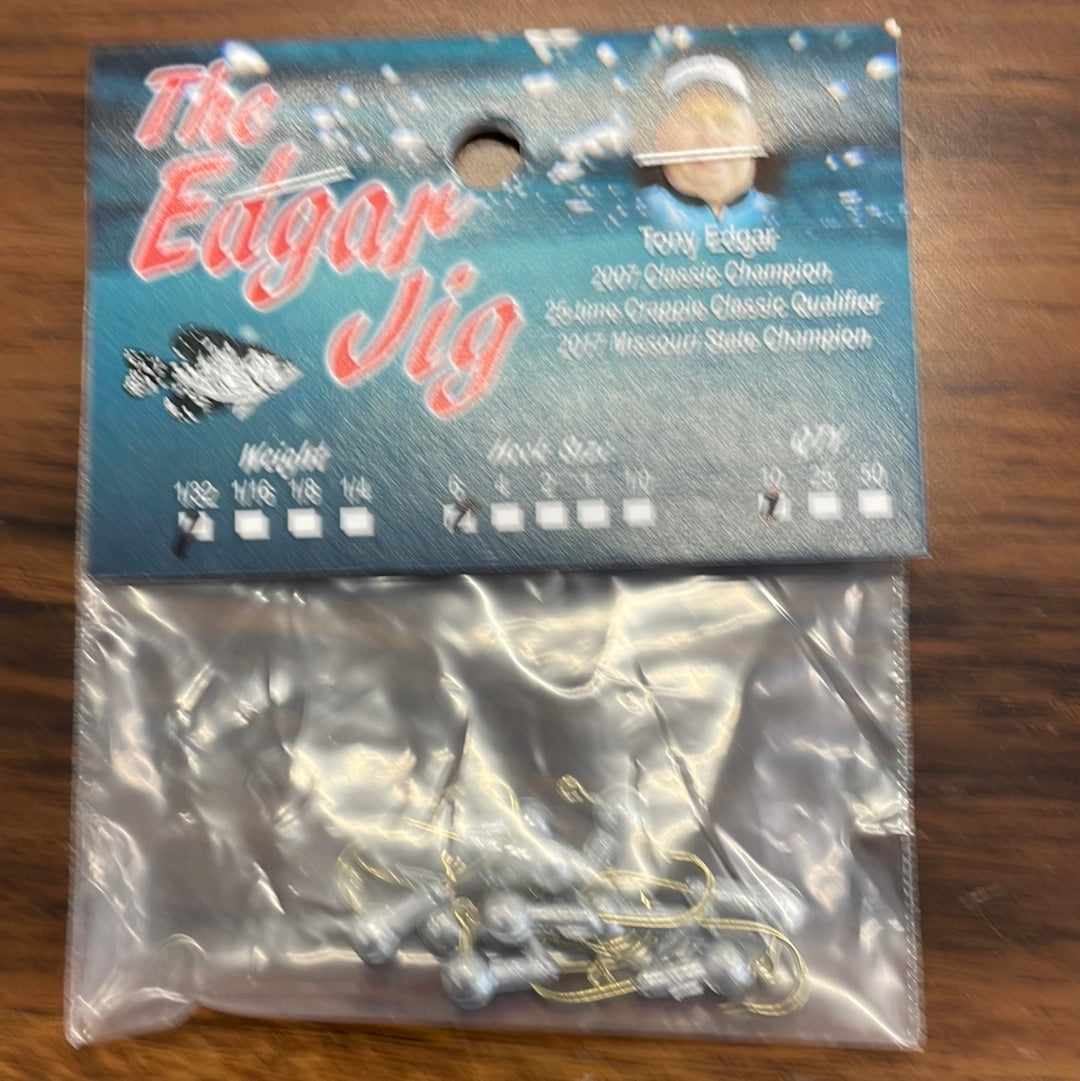 The
Edgar
Jig
Tony Edgar
2007 Classic Champion,
25-time Crappie Classic Qualifier
2017 Missouri State Champion,
Weight Hook Size QTY
1/32 1/16 1/8 1/4 6 4 2 1 1/0 10 25 50